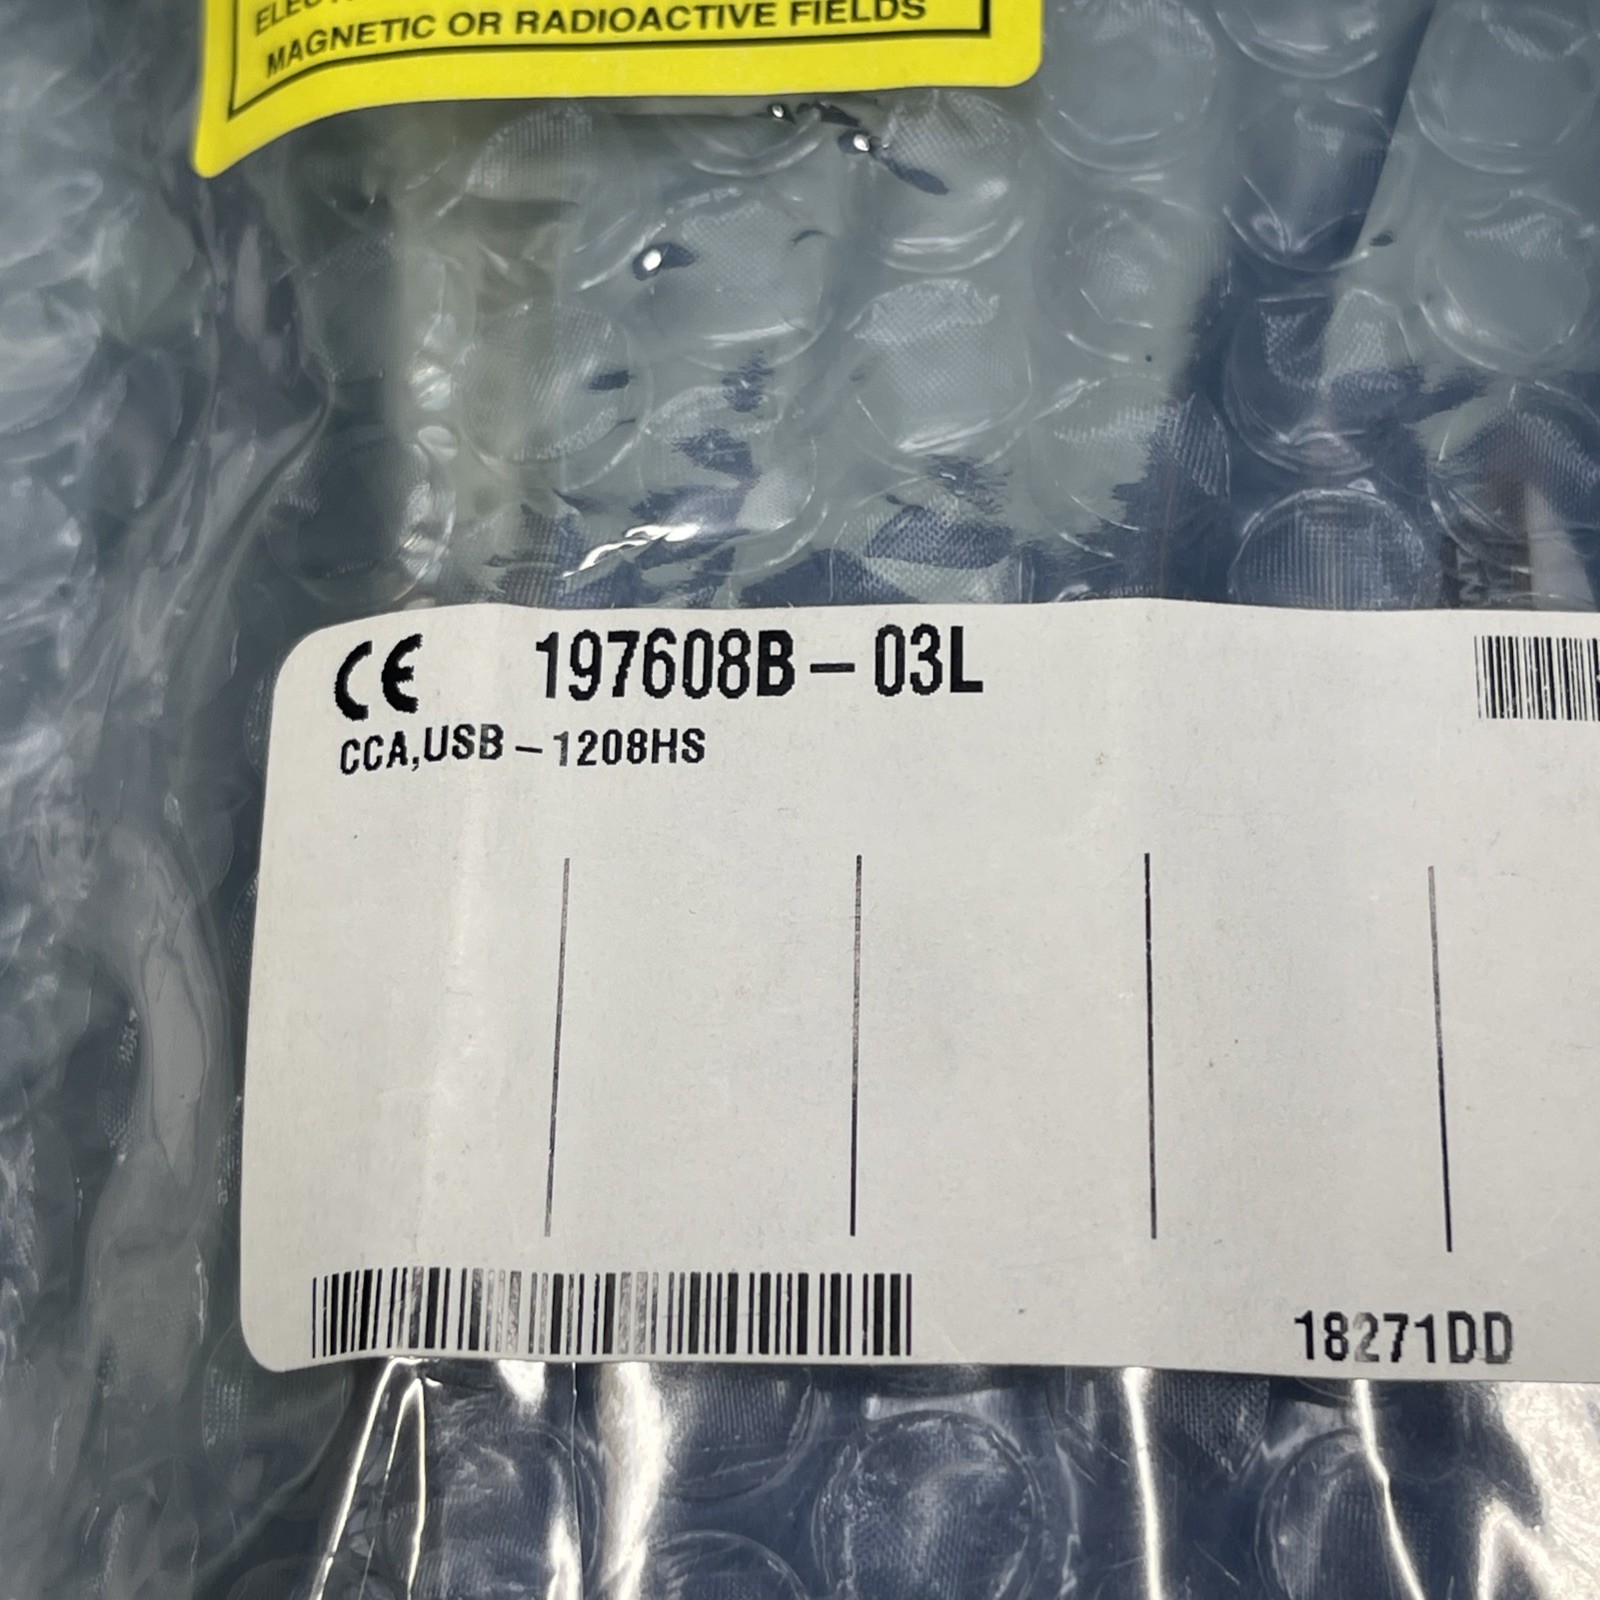 MAGNETIC OR RADIOACTIVE FIELDS
CE 197608B-03L
CCA,USB-1208HS
18271DD